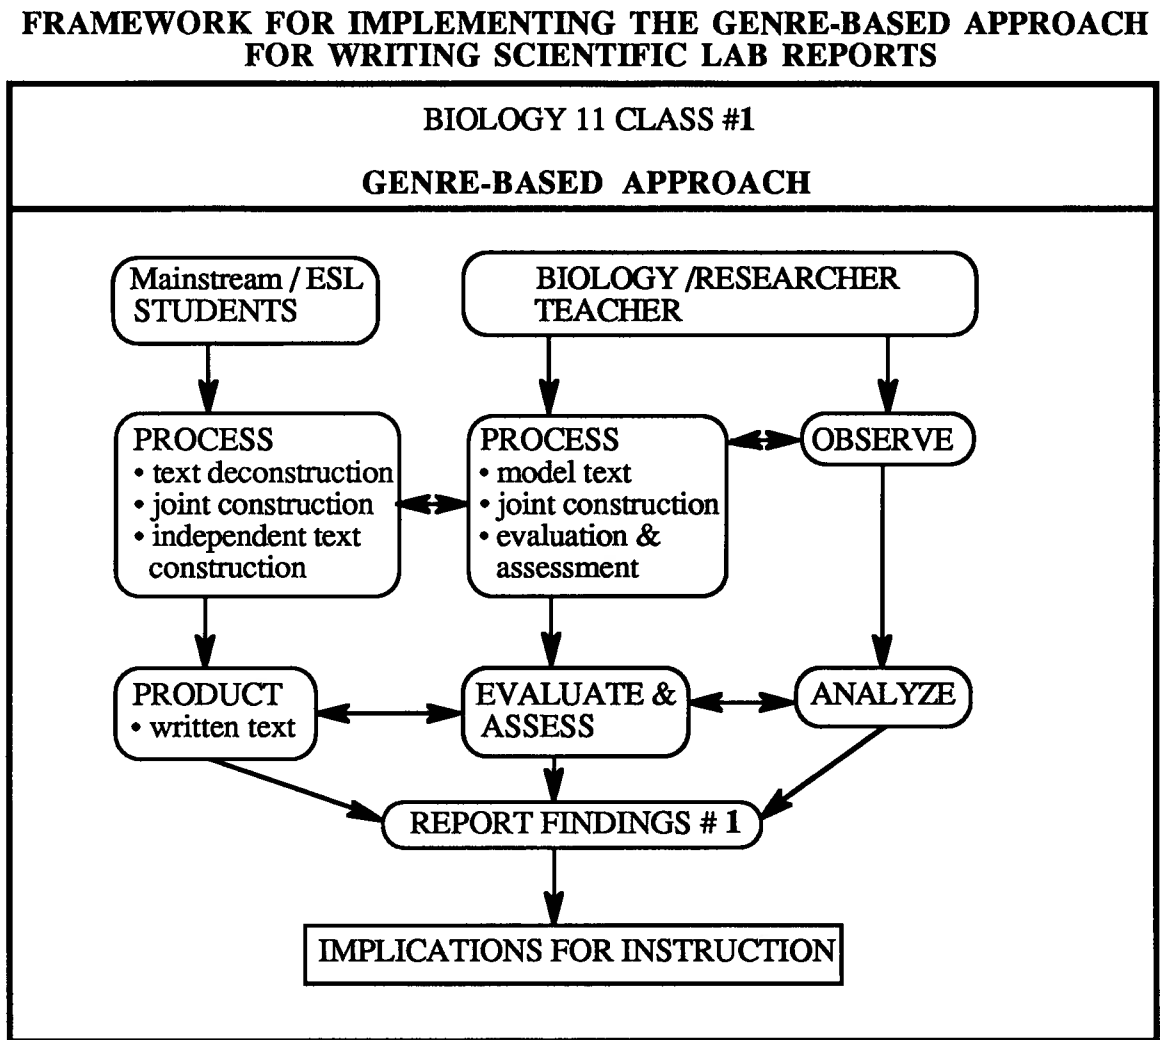 FRAMEWORK FOR IMPLEMENTING THE GENRE-BASED APPROACH
FOR WRITING SCIENTIFIC LAB REPORTS
BIOLOGY 11 CLASS #1
GENRE-BASED APPROACH
Mainstream / ESL
STUDENTS
BIOLOGY /RESEARCHER
TEACHER
PROCESS
• text deconstruction
• joint construction
• independent text
construction
PROCESS
• model text
• joint construction
• evaluation &
assessment
OBSERVE
PRODUCT
• written text
EVALUATE &
ASSESS
ANALYZE
REPORT FINDINGS # 1
IMPLICATIONS FOR INSTRUCTION